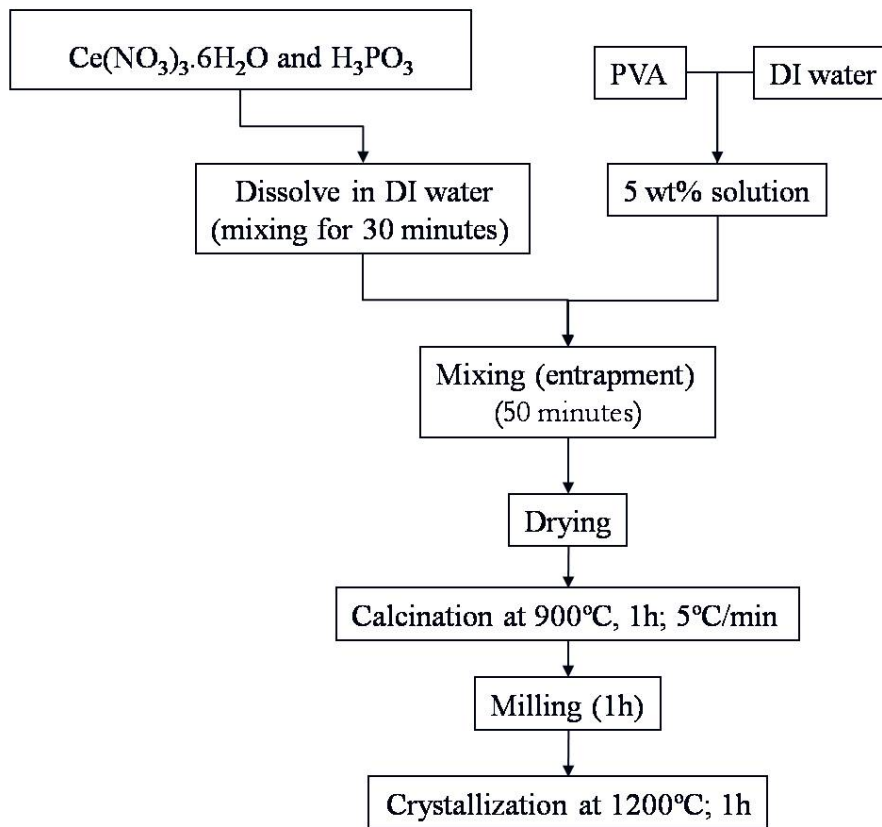 Ce(NO₃)₃.6H₂O and H₃PO₃
PVA
DI water
Dissolve in DI water
(mixing for 30 minutes)
5 wt% solution
Mixing (entrapment)
(50 minutes)
Drying
Calcination at 900ºC, 1h; 5ºC/min
Milling (1h)
Crystallization at 1200ºC; 1h